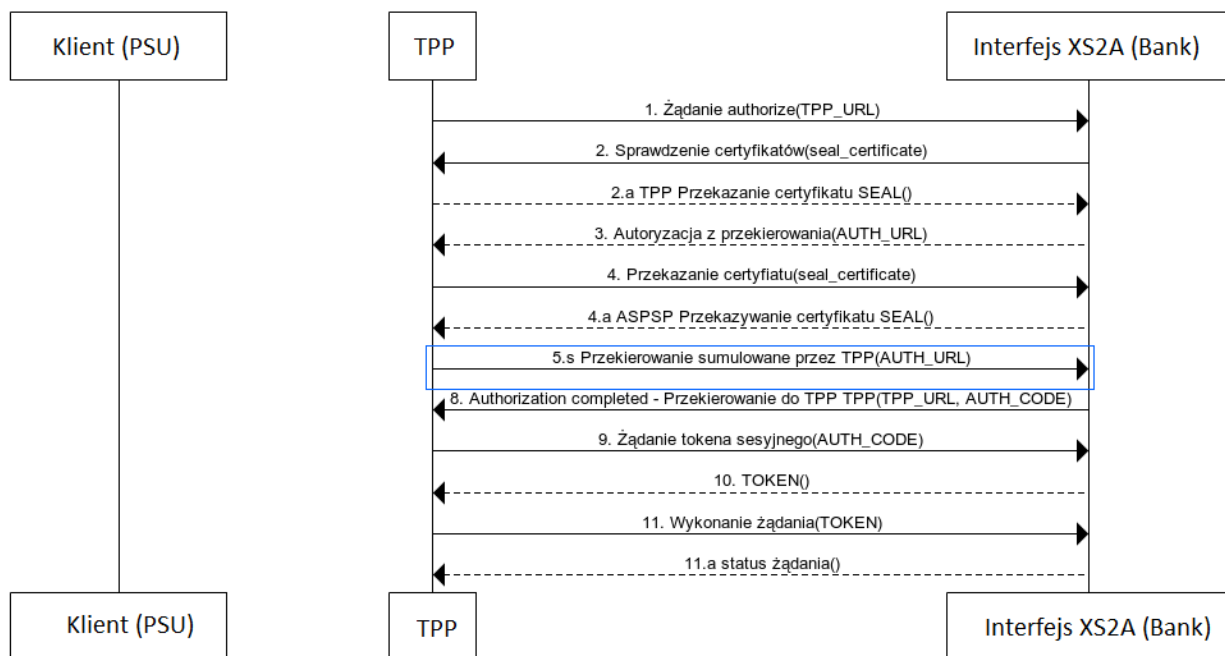 Klient (PSU)
TPP
Interfejs XS2A (Bank)
1. Żądanie authorize(TPP_URL)
2. Sprawdzenie certyfikatów(seal_certificate)
2.a TPP Przekazanie certyfikatu SEAL()
3. Autoryzacja z przekierowania(AUTH_URL)
4. Przekazanie certyfiatu(seal_certificate)
4.a ASPSP Przekazywanie certyfikatu SEAL()
5.s Przekierowanie sumulowane przez TPP(AUTH_URL)
8. Authorization completed - Przekierowanie do TPP TPP(TPP_URL, AUTH_CODE)
9. Żądanie tokena sesyjnego(AUTH_CODE)
10. TOKEN()
11. Wykonanie żądania(TOKEN)
11.a status żądania()
Klient (PSU)
TPP
Interfejs XS2A (Bank)